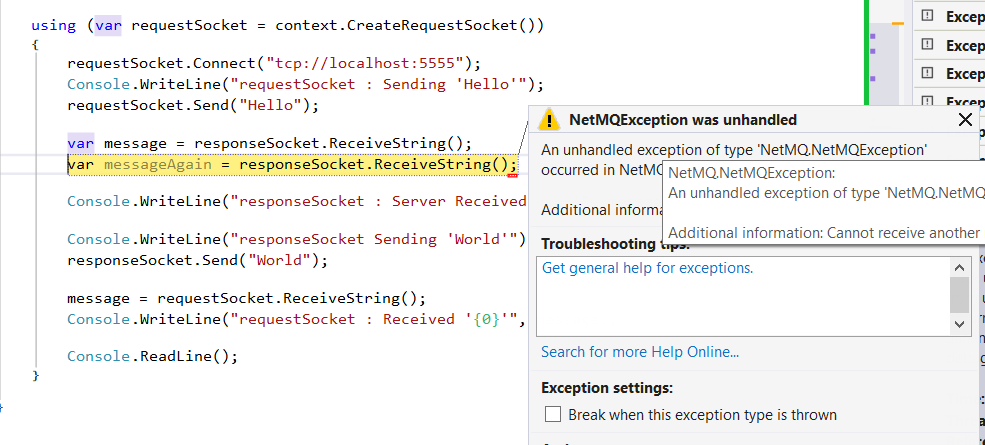 using (var requestSocket = context.CreateRequestSocket())
{
requestSocket.Connect("tcp://localhost:5555");
Console.WriteLine("requestSocket : Sending 'Hello'");
requestSocket.Send("Hello");
var message = responseSocket.ReceiveString();
var messageAgain = responseSocket.ReceiveString();
Console.WriteLine("responseSocket : Server Received
Console.WriteLine("responseSocket Sending 'World'")
responseSocket.Send("World");
message = requestSocket.ReceiveString();
Console.WriteLine("requestSocket : Received '{0}'",
Console.ReadLine();
}
NetMQException was unhandled
An unhandled exception of type 'NetMQ.NetMQException'
occurred in NetMQ
Additional informa
NetMQ.NetMQException:
An unhandled exception of type 'NetMQ.NetMQ
Additional information: Cannot receive another
Troubleshooting tips:
Get general help for exceptions.
Search for more Help Online...
Exception settings:
Break when this exception type is thrown
Excep
Excep
Excep
Excep